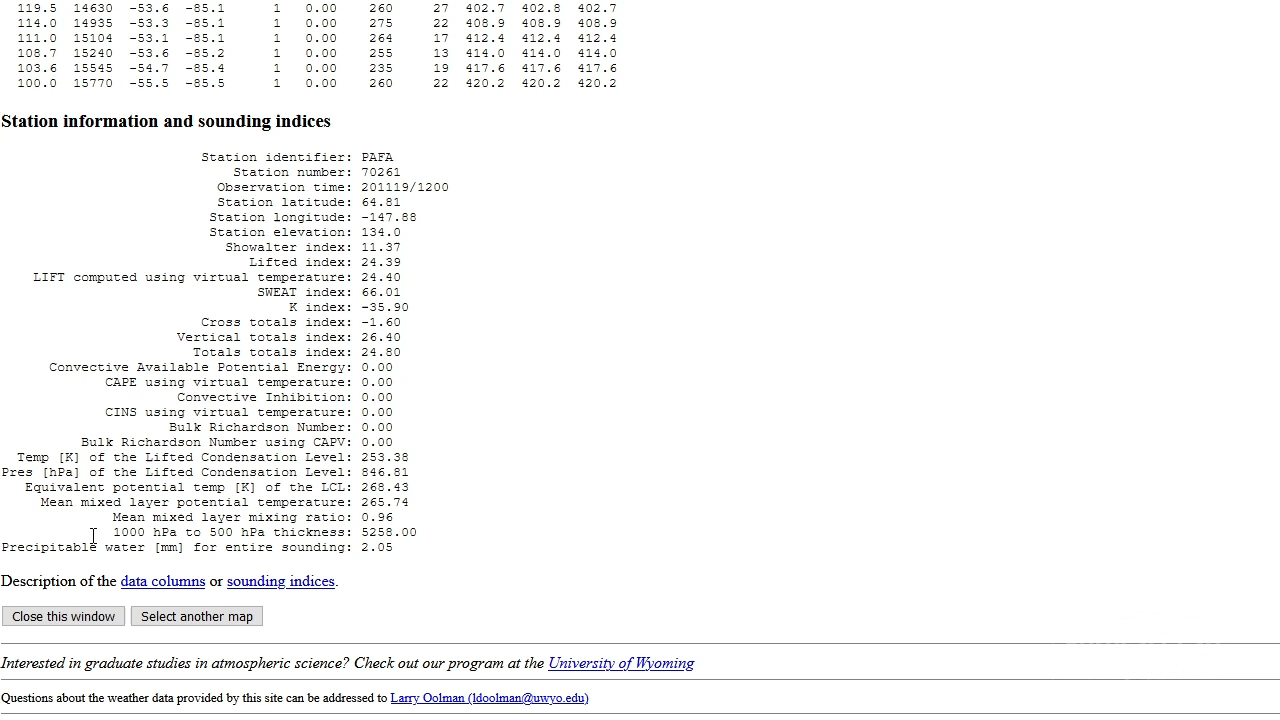 119.5 14630 -53.6 -85.1 1 0.00 260 27 402.7 402.8 402.7
114.0 14935 -53.3 -85.1 1 0.00 275 22 408.9 408.9 408.9
111.0 15104 -53.1 -85.1 1 0.00 264 17 412.4 412.4 412.4
108.7 15240 -53.6 -85.2 1 0.00 255 13 414.0 414.0 414.0
103.6 15545 -54.7 -85.4 1 0.00 235 19 417.6 417.6 417.6
100.0 15770 -55.5 -85.5 1 0.00 260 22 420.2 420.2 420.2
Station information and sounding indices
Station identifier: PAFA
Station number: 70261
Observation time: 201119/1200
Station latitude: 64.81
Station longitude: -147.88
Station elevation: 134.0
Showalter index: 11.37
Lifted index: 24.39
LIFT computed using virtual temperature: 24.40
SWEAT index: 66.01
K index: -35.90
Cross totals index: -1.60
Vertical totals index: 26.40
Totals totals index: 24.80
Convective Available Potential Energy: 0.00
CAPE using virtual temperature: 0.00
Convective Inhibition: 0.00
CINS using virtual temperature: 0.00
Bulk Richardson Number: 0.00
Bulk Richardson Number using CAPV: 0.00
Temp [K] of the Lifted Condensation Level: 253.38
Pres [hPa] of the Lifted Condensation Level: 846.81
Equivalent potential temp [K] of the LCL: 268.43
Mean mixed layer potential temperature: 265.74
Mean mixed layer mixing ratio: 0.96
1000 hPa to 500 hPa thickness: 5258.00
Precipitable water [mm] for entire sounding: 2.05
Description of the data columns or sounding indices.
Close this window Select another map
Interested in graduate studies in atmospheric science? Check out our program at the University of Wyoming
Questions about the weather data provided by this site can be addressed to Larry Oolman (ldoolman@uwyo.edu)